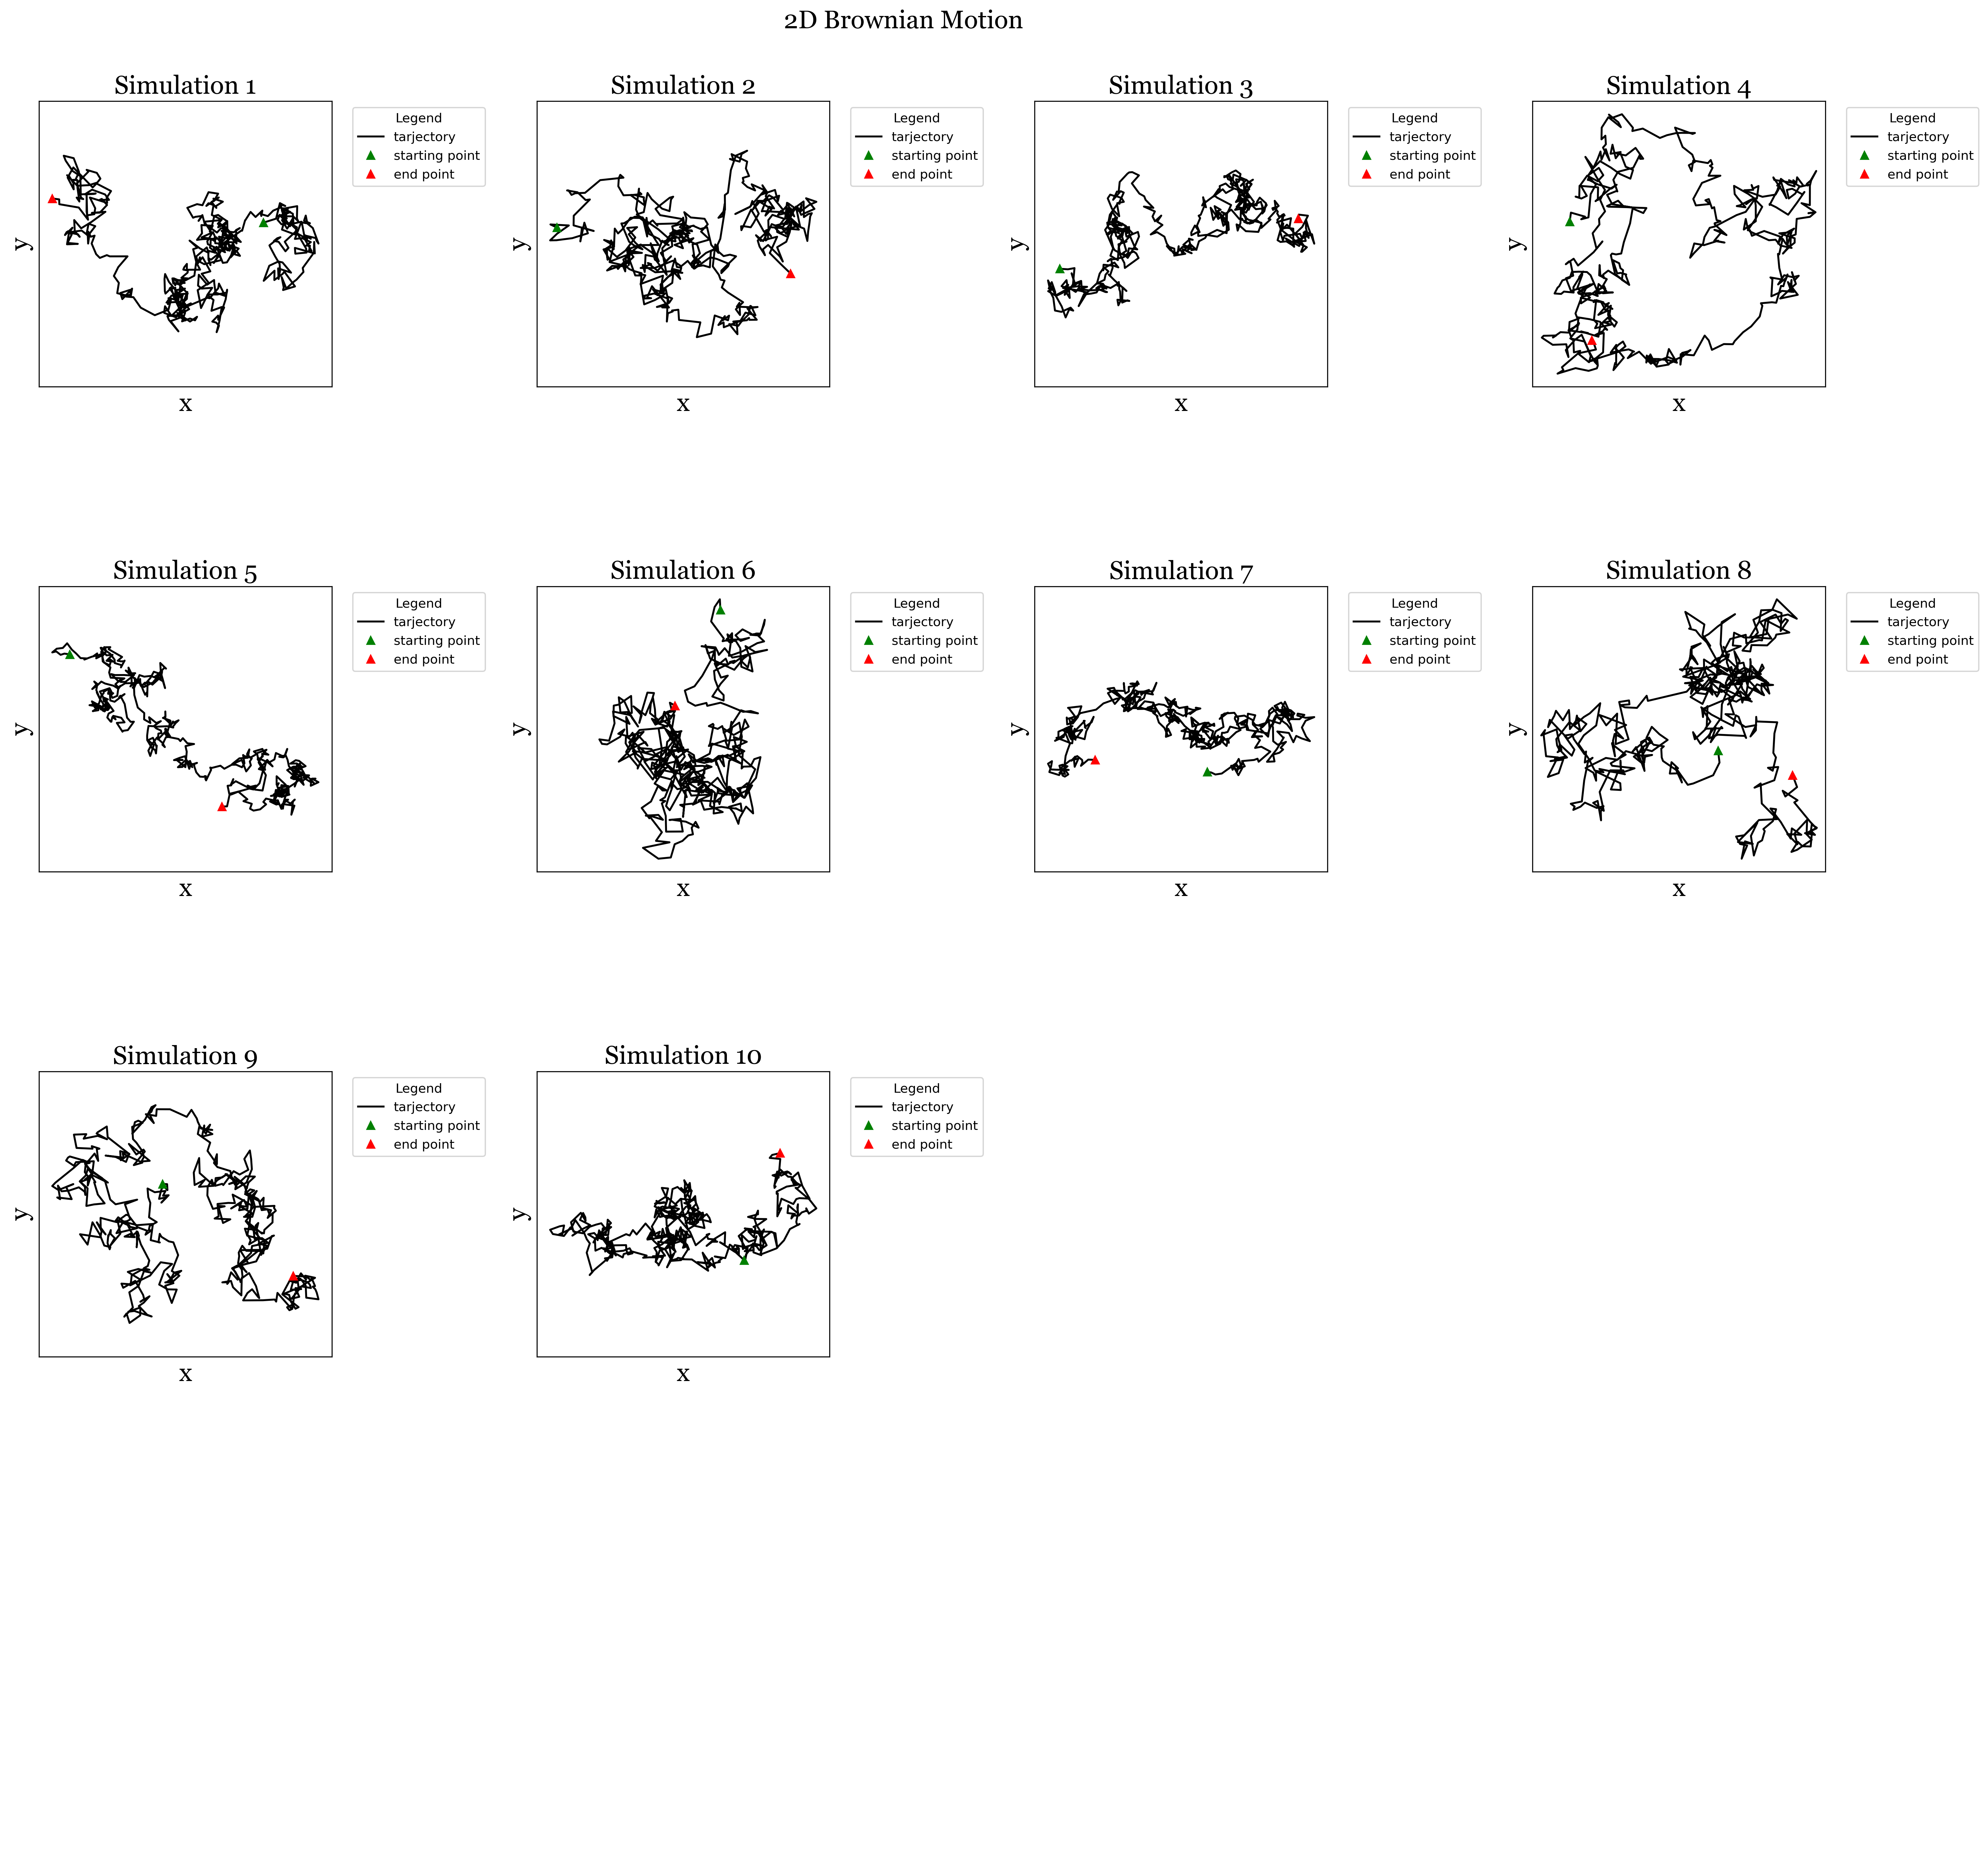 2D Brownian Motion
Simulation 1
Legend
tarjectory
starting point
end point
y
x
Simulation 2
Legend
tarjectory
starting point
end point
y
x
Simulation 3
Legend
tarjectory
starting point
end point
y
x
Simulation 4
Legend
tarjectory
starting point
end point
y
x
Simulation 5
Legend
tarjectory
starting point
end point
y
x
Simulation 6
Legend
tarjectory
starting point
end point
y
x
Simulation 7
Legend
tarjectory
starting point
end point
y
x
Simulation 8
Legend
tarjectory
starting point
end point
y
x
Simulation 9
Legend
tarjectory
starting point
end point
y
x
Simulation 10
Legend
tarjectory
starting point
end point
y
x